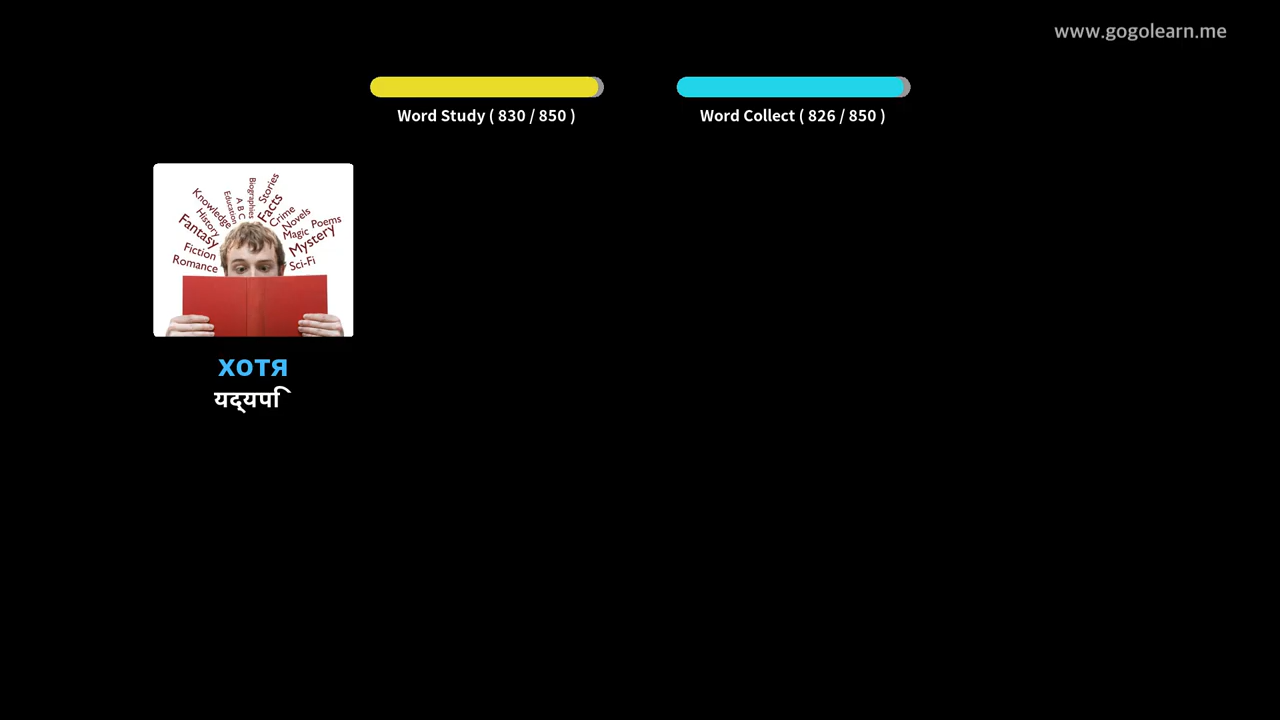 www.gogolearn.me
Word Study ( 830 / 850 )
Word Collect ( 826 / 850 )
Knowledge
History
Fantasy
Fiction
Romance
Education
A B C
Biographies
Stories
Facts
Crime
Novels
Magic
Poems
Mystery
Sci-Fi
хотя
यद्यपि